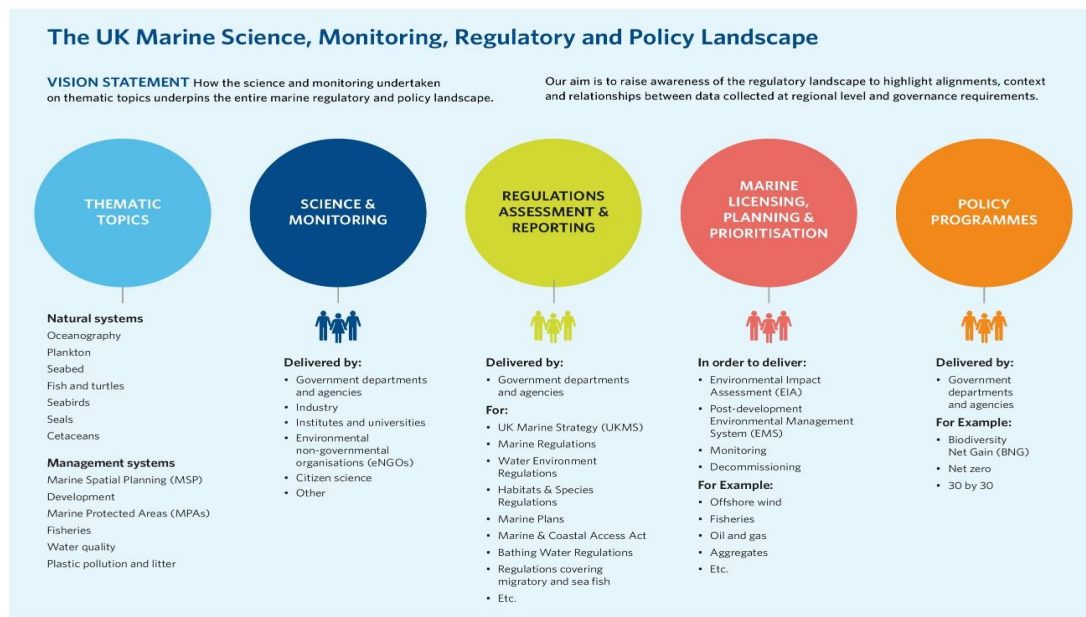 The UK Marine Science, Monitoring, Regulatory and Policy Landscape
VISION STATEMENT How the science and monitoring undertaken
on thematic topics underpins the entire marine regulatory and policy landscape.
Our aim is to raise awareness of the regulatory landscape to highlight alignments, context
and relationships between data collected at regional level and governance requirements.
THEMATIC
TOPICS
Natural systems
Oceanography
Plankton
Seabed
Fish and turtles
Seabirds
Seals
Cetaceans
Management systems
Marine Spatial Planning (MSP)
Development
Marine Protected Areas (MPAs)
Fisheries
Water quality
Plastic pollution and litter
SCIENCE &
MONITORING
Delivered by:
• Government departments
and agencies
• Industry
• Institutes and universities
• Environmental
non-governmental
organisations (eNGOs)
• Citizen science
• Other
REGULATIONS
ASSESSMENT &
REPORTING
Delivered by:
• Government departments
and agencies
For:
• UK Marine Strategy (UKMS)
• Marine Regulations
• Water Environment
Regulations
• Habitats & Species
Regulations
• Marine Plans
• Marine & Coastal Access Act
• Bathing Water Regulations
• Regulations covering
migratory and sea fish
• Etc.
MARINE
LICENSING,
PLANNING &
PRIORITISATION
In order to deliver:
• Environmental Impact
Assessment (EIA)
• Post-development
Environmental Management
System (EMS)
• Monitoring
• Decommissioning
For Example:
• Offshore wind
• Fisheries
• Oil and gas
• Aggregates
• Etc.
POLICY
PROGRAMMES
Delivered by:
• Government
departments
and agencies
For Example:
• Biodiversity
Net Gain (BNG)
• Net zero
• 30 by 30